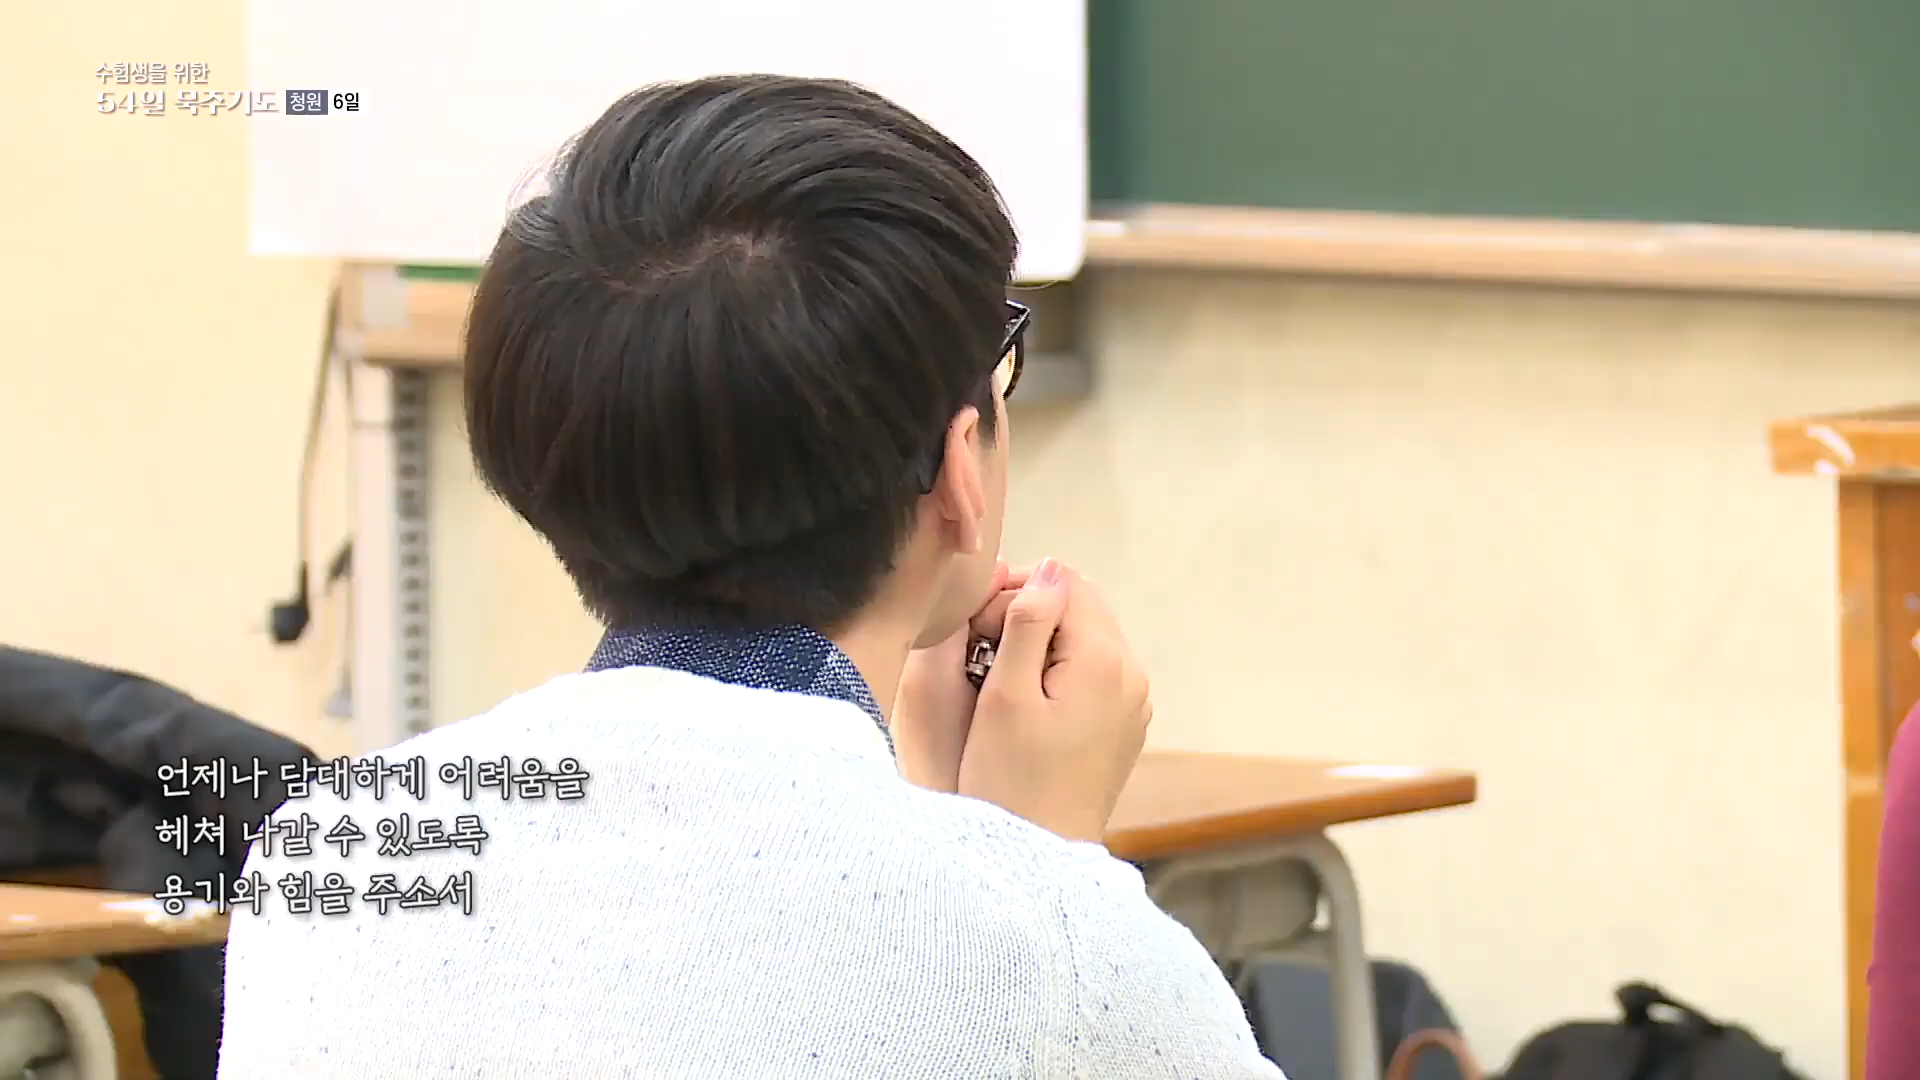 수험생을 위한
54일 묵주기도 청원 6일
언제나 담대하게 어려움을
헤쳐 나갈 수 있도록
용기와 힘을 주소서